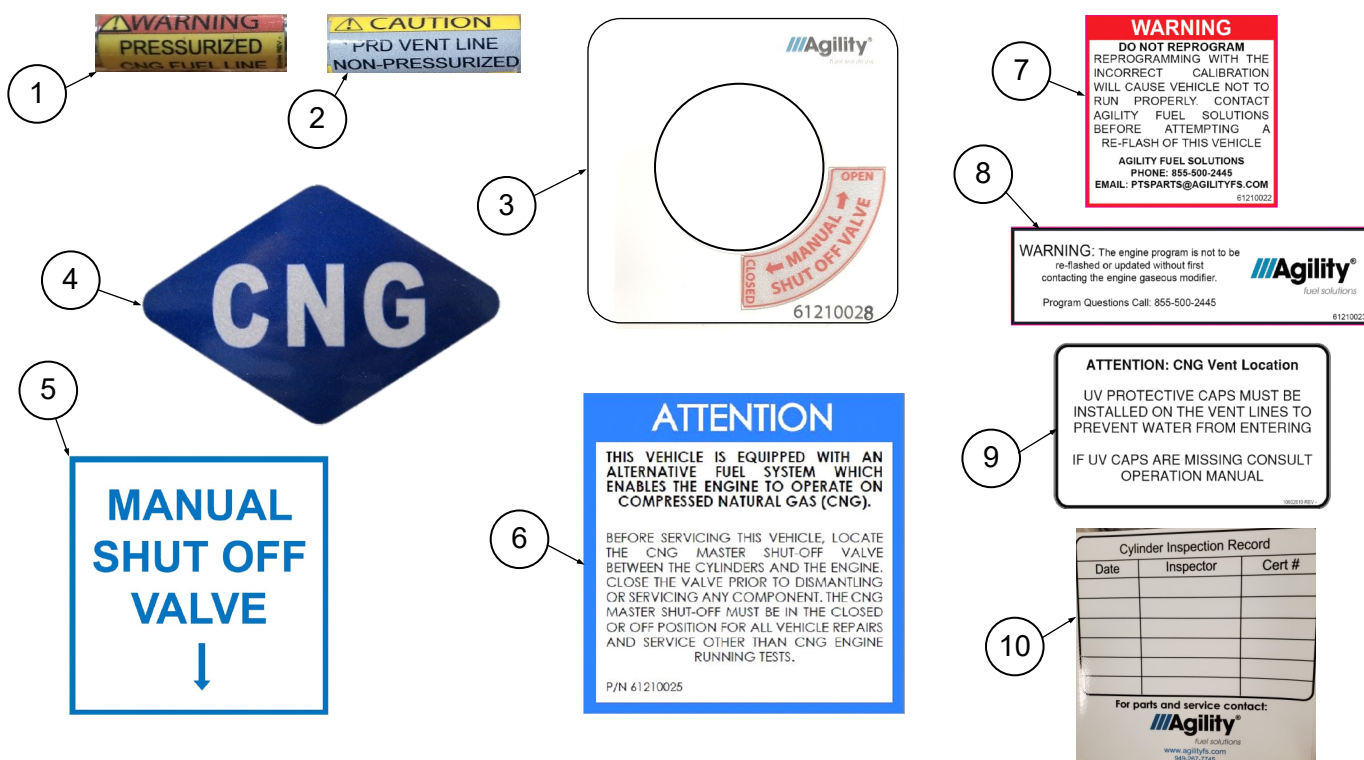 WARNING
PRESSURIZED
CNG FUEL LINE
1
CAUTION
PRD VENT LINE
NON-PRESSURIZED
2
Agility®
fuel solutions
OPEN
MANUAL
SHUT OFF VALVE
CLOSED
61210028
3
CNG
4
MANUAL
SHUT OFF
VALVE
5
ATTENTION
THIS VEHICLE IS EQUIPPED WITH AN
ALTERNATIVE FUEL SYSTEM WHICH
ENABLES THE ENGINE TO OPERATE ON
COMPRESSED NATURAL GAS (CNG).
BEFORE SERVICING THIS VEHICLE, LOCATE
THE CNG MASTER SHUT-OFF VALVE
BETWEEN THE CYLINDERS AND THE ENGINE.
CLOSE THE VALVE PRIOR TO DISMANTLING
OR SERVICING ANY COMPONENT. THE CNG
MASTER SHUT-OFF MUST BE IN THE CLOSED
OR OFF POSITION FOR ALL VEHICLE REPAIRS
AND SERVICE OTHER THAN CNG ENGINE
RUNNING TESTS.
P/N 61210025
6
WARNING
DO NOT REPROGRAM
REPROGRAMMING WITH THE
INCORRECT CALIBRATION
WILL CAUSE VEHICLE NOT TO
RUN PROPERLY. CONTACT
AGILITY FUEL SOLUTIONS
BEFORE ATTEMPTING A
RE-FLASH OF THIS VEHICLE
AGILITY FUEL SOLUTIONS
PHONE: 855-500-2445
EMAIL: PTSPARTS@AGILITYFS.COM
61210022
7
8
WARNING: The engine program is not to be
re-flashed or updated without first
contacting the engine gaseous modifier.
Program Questions Call: 855-500-2445
Agility®
fuel solutions
61210023
ATTENTION: CNG Vent Location
UV PROTECTIVE CAPS MUST BE
INSTALLED ON THE VENT LINES TO
PREVENT WATER FROM ENTERING
IF UV CAPS ARE MISSING CONSULT
OPERATION MANUAL
9
Cylinder Inspection Record
Date Inspector Cert #
For parts and service contact:
Agility®
fuel solutions
www.agilityfs.com
949-267-7745
10